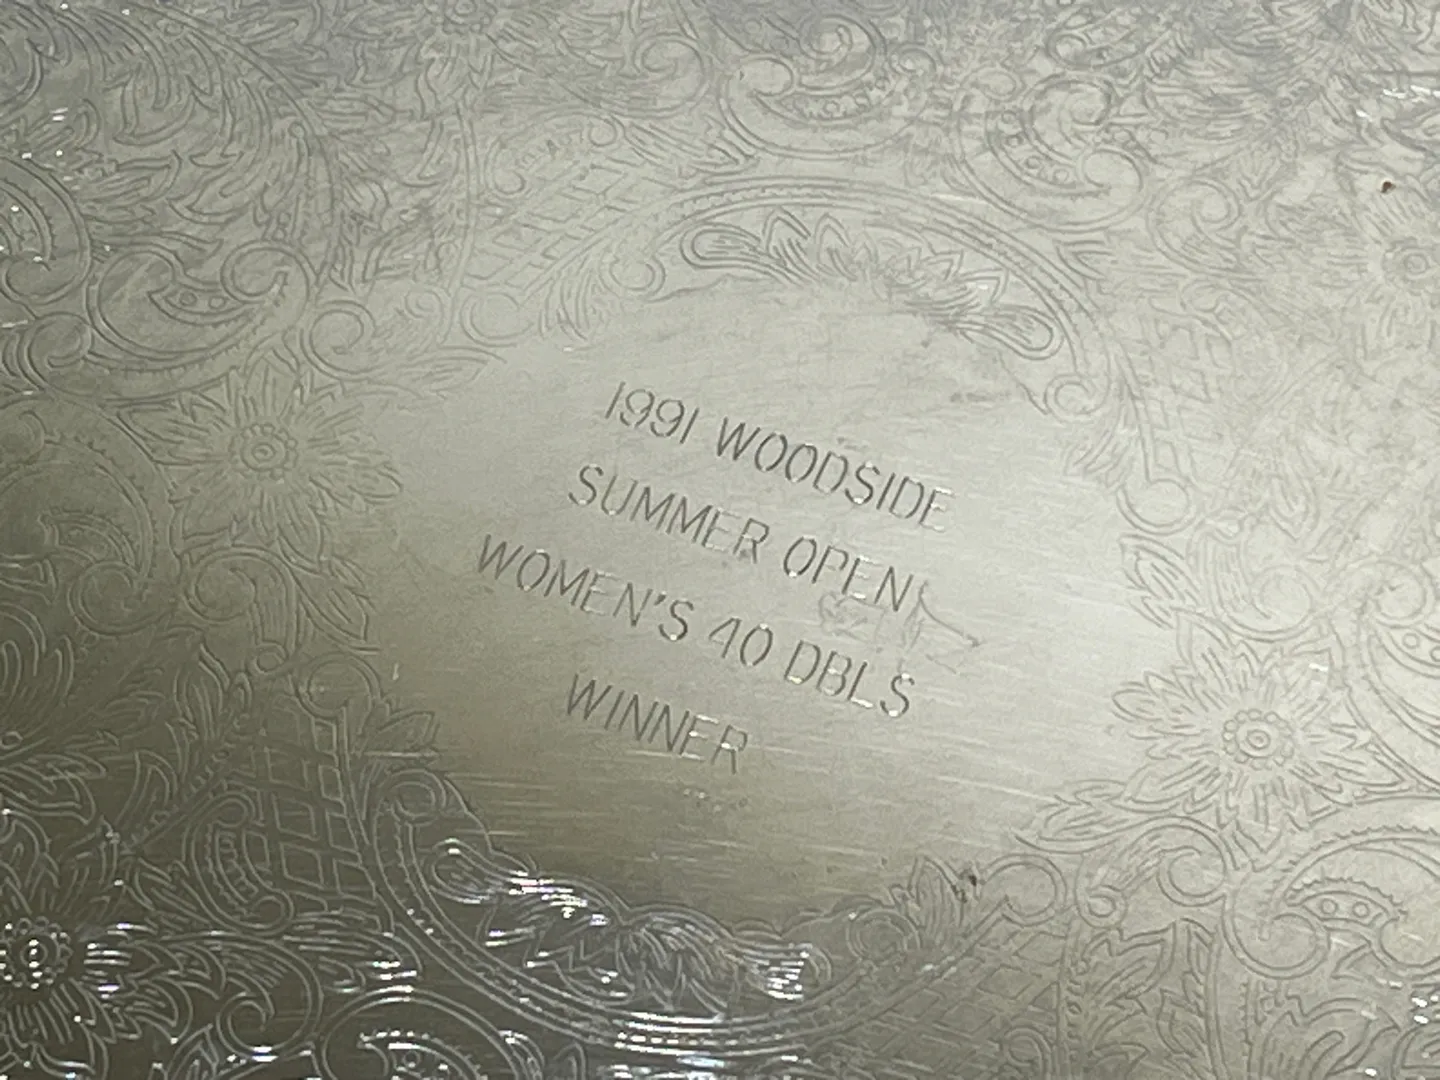 1991 WOODSIDE
SUMMER OPEN
WOMEN'S 40 DBLS
WINNER